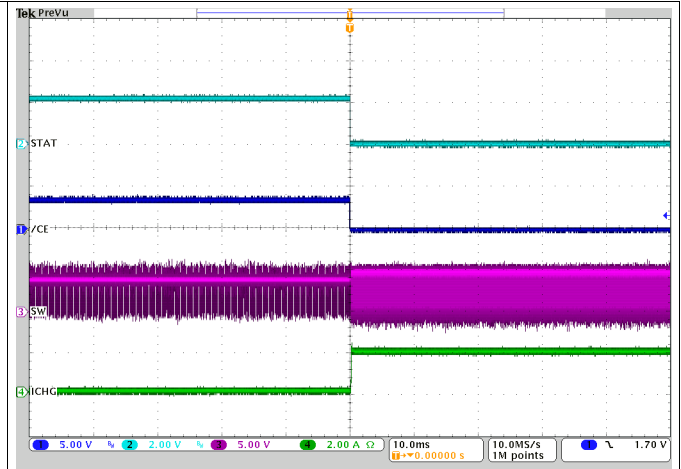 Tek PreVu
T
T
2 STAT
1 /CE
3 SW
4 ICHG
1 5.00 V 2 2.00 V 3 5.00 V 4 2.00 A Ω 10.0ms 10.0MS/s 1 1.70 V
T→▼0.00000 s 1M points